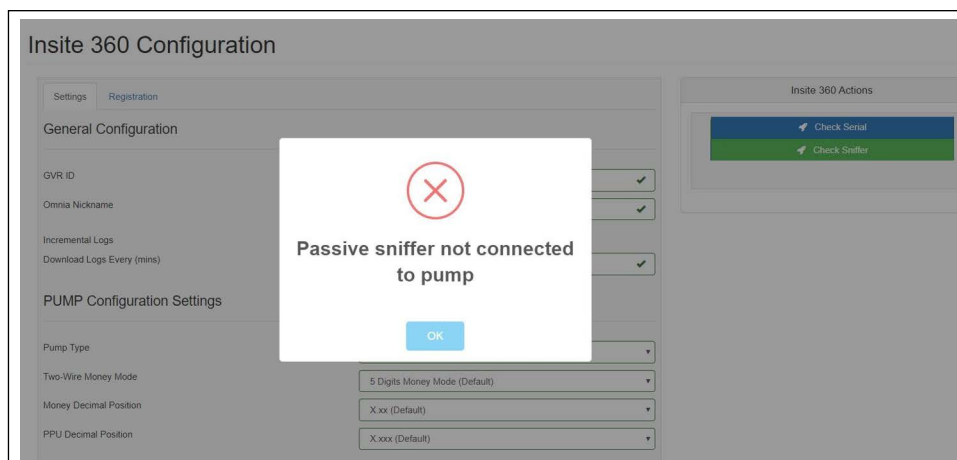 Insite 360 Configuration
Settings
Registration
Insite 360 Actions
Check Serial
Check Sniffer
General Configuration
GVR ID
Omnia Nickname
Incremental Logs
Download Logs Every (mins)
Passive sniffer not connected
to pump
OK
PUMP Configuration Settings
Pump Type
Two-Wire Money Mode
5 Digits Money Mode (Default)
Money Decimal Position
X.xx (Default)
PPU Decimal Position
X.xxx (Default)